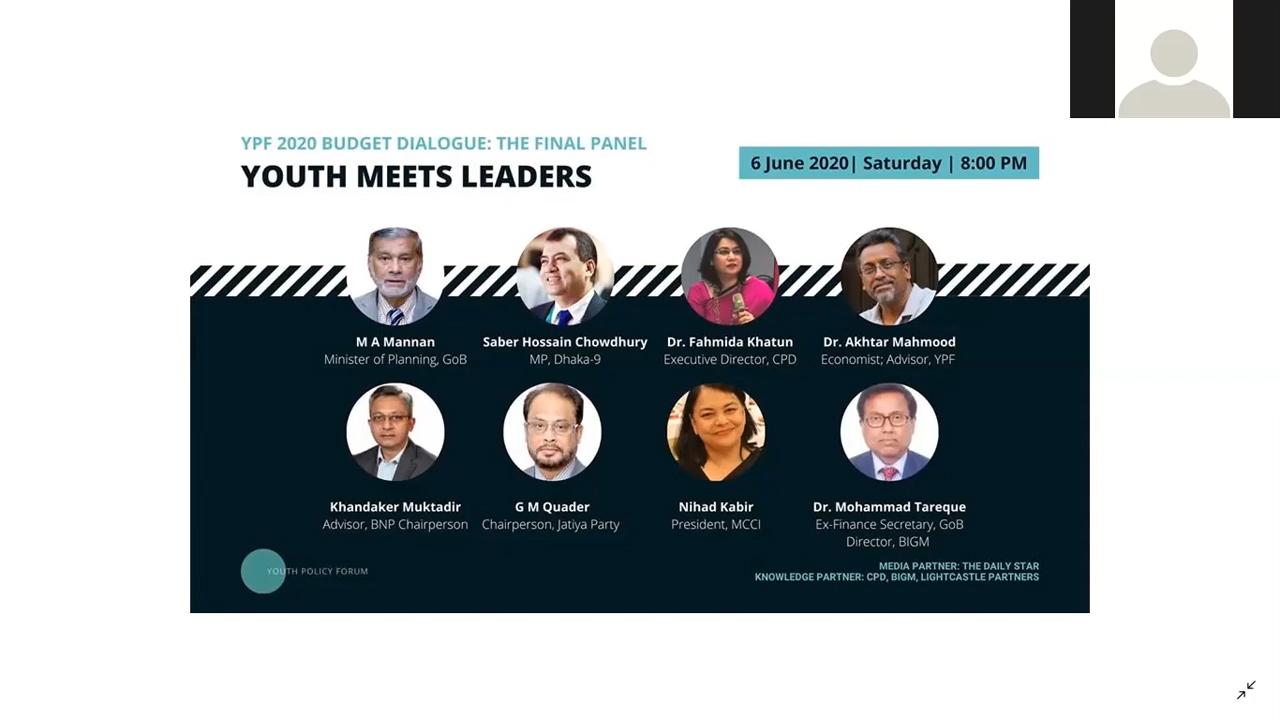 YPF 2020 BUDGET DIALOGUE: THE FINAL PANEL
YOUTH MEETS LEADERS
6 June 2020| Saturday | 8:00 PM
M A Mannan
Minister of Planning, GoB
Saber Hossain Chowdhury
MP, Dhaka-9
Dr. Fahmida Khatun
Executive Director, CPD
Dr. Akhtar Mahmood
Economist; Advisor, YPF
Khandaker Muktadir
Advisor, BNP Chairperson
G M Quader
Chairperson, Jatiya Party
Nihad Kabir
President, MCCI
Dr. Mohammad Tareque
Ex-Finance Secretary, GoB
Director, BIGM
YOUTH POLICY FORUM
MEDIA PARTNER: THE DAILY STAR
KNOWLEDGE PARTNER: CPD, BIGM, LIGHTCASTLE PARTNERS